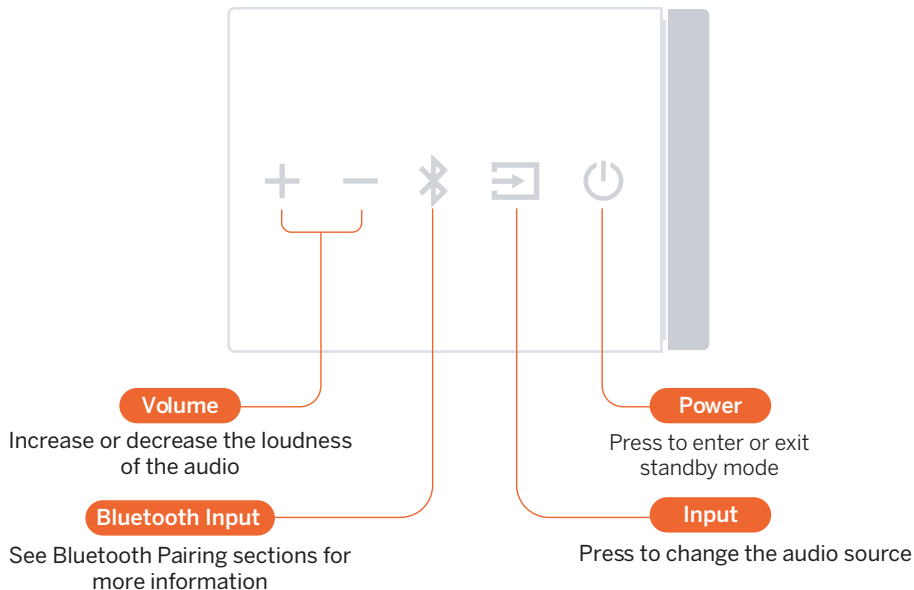 Volume
Increase or decrease the loudness
of the audio
Power
Press to enter or exit
standby mode
Bluetooth Input
See Bluetooth Pairing sections for
more information
Input
Press to change the audio source